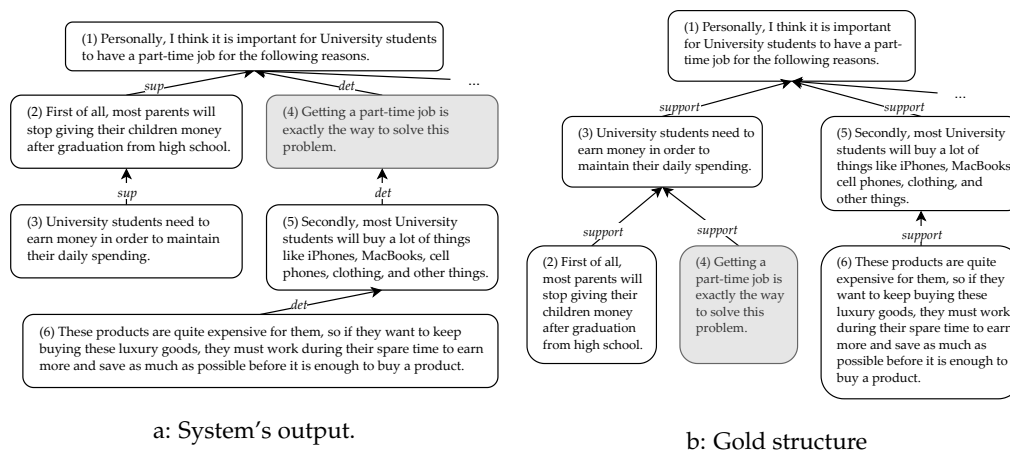 (1) Personally, I think it is important for University students
to have a part-time job for the following reasons.
...
sup
det
(2) First of all, most parents will
stop giving their children money
after graduation from high school.
(4) Getting a part-time job is
exactly the way to solve this
problem.
sup
det
(3) University students need to
earn money in order to maintain
their daily spending.
(5) Secondly, most University
students will buy a lot of things
like iPhones, MacBooks, cell
phones, clothing, and other things.
det
(6) These products are quite expensive for them, so if they want to keep
buying these luxury goods, they must work during their spare time to earn
more and save as much as possible before it is enough to buy a product.
a: System's output.
(1) Personally, I think it is important
for University students to have a part-
time job for the following reasons.
...
support
support
(3) University students need to
earn money in order to
maintain their daily spending.
(5) Secondly, most University
students will buy a lot of
things like iPhones, MacBooks
cell phones, clothing, and
other things.
support
support
support
(2) First of all,
most parents will
stop giving their
children money
after graduation
from high school.
(4) Getting a
part-time job is
exactly the way
to solve this
problem.
(6) These products are quite
expensive for them, so if they
want to keep buying these
luxury goods, they must work
during their spare time to earn
more and save as much as
possible before it is enough to
buy a product.
b: Gold structure